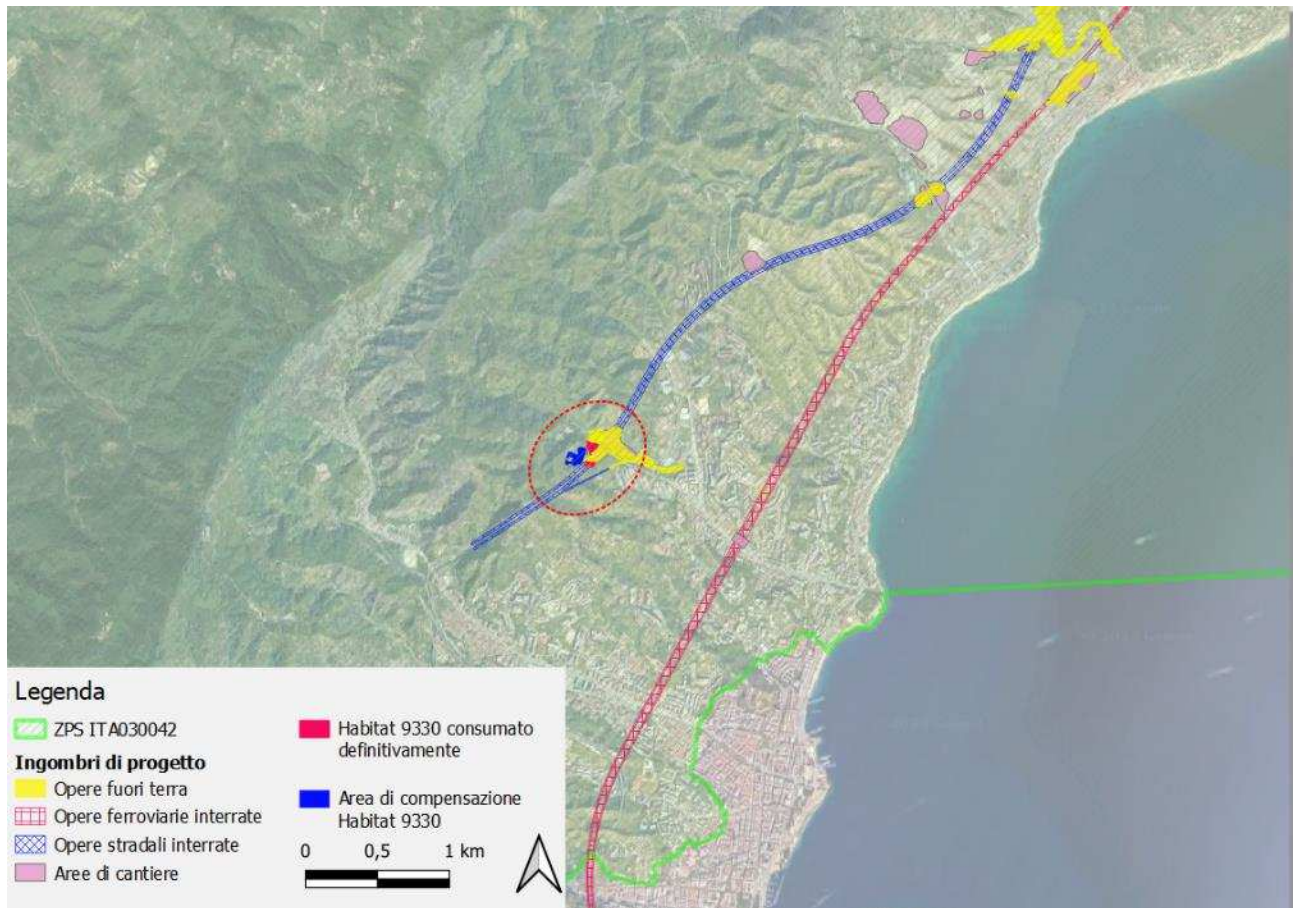 Legenda
ZPS ITA030042
Ingombri di progetto
Opere fuori terra
Opere ferroviarie interrate
Opere stradali interrate
Aree di cantiere
Habitat 9330 consumato
definitivamente
Area di compensazione
Habitat 9330
0 0,5 1 km